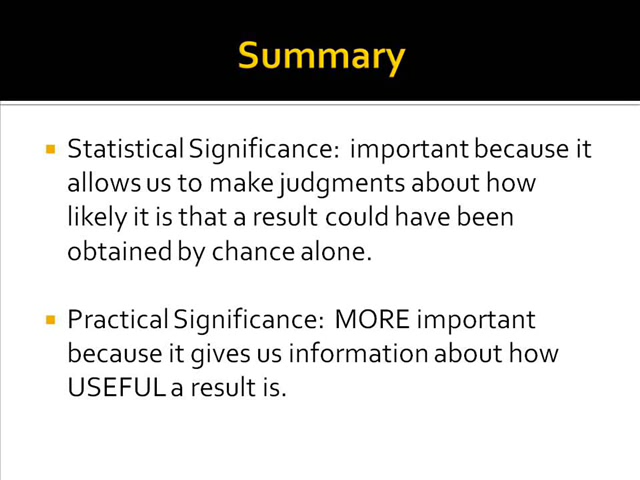 Summary
Statistical Significance: important because it
allows us to make judgments about how
likely it is that a result could have been
obtained by chance alone.
Practical Significance: MORE important
because it gives us information about how
USEFUL a result is.